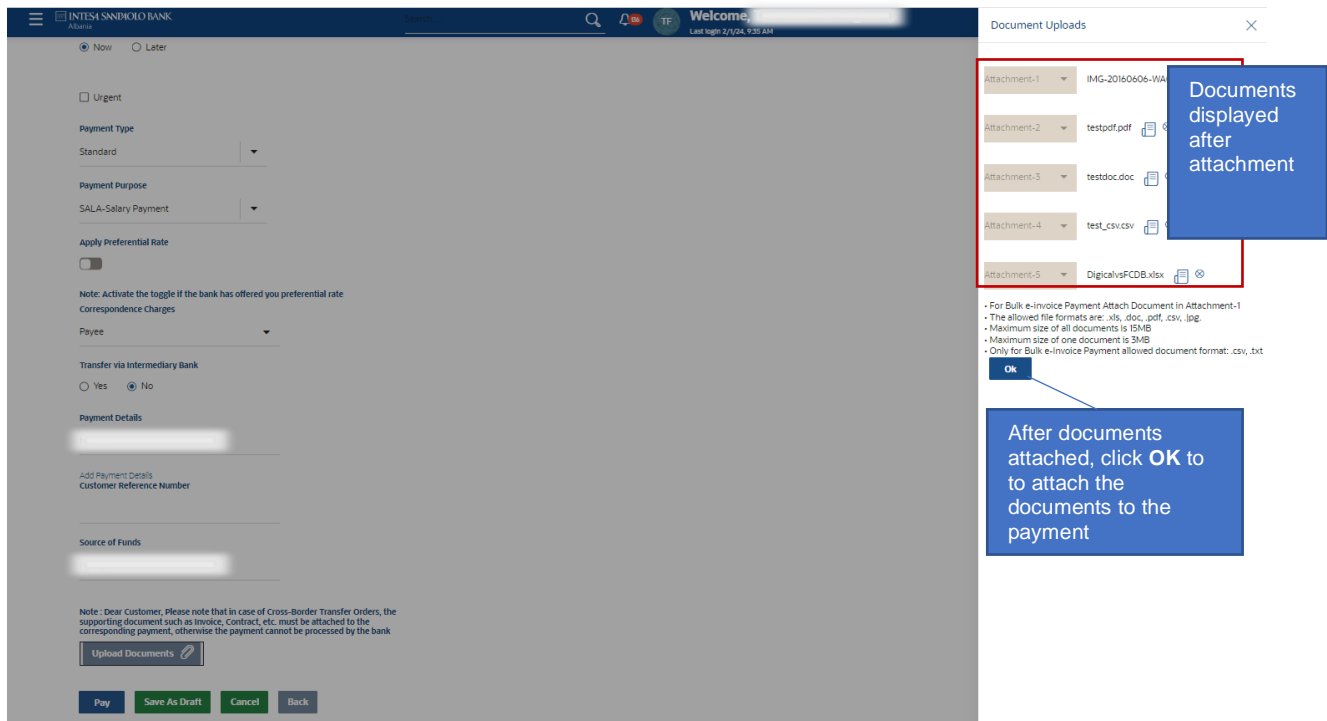 INTESA SANPAOLO BANK
Albania
Search...
136
TF
Welcome,
Last login 2/1/24, 9:35 AM
Now Later
Urgent
Payment Type
Standard
Payment Purpose
SALA-Salary Payment
Apply Preferential Rate
Note: Activate the toggle if the bank has offered you preferential rate
Correspondence Charges
Payee
Transfer via Intermediary Bank
Yes No
Payment Details
Add Payment Details
Customer Reference Number
Source of Funds
Note : Dear Customer, Please note that in case of Cross-Border Transfer Orders, the
supporting document such as Invoice, Contract, etc. must be attached to the
corresponding payment, otherwise the payment cannot be processed by the bank
Upload Documents
Pay Save As Draft Cancel Back
Document Uploads
Attachment-1 IMG-20160606-WA
Attachment-2 testpdf.pdf
Attachment-3 testdoc.doc
Attachment-4 test_csv.csv
Attachment-5 DigicalvsFCDB.xlsx
Documents
displayed
after
attachment
• For Bulk e-invoice Payment Attach Document in Attachment-1
• The allowed file formats are: .xls, .doc, .pdf, .csv, .jpg.
• Maximum size of all documents is 15MB
• Maximum size of one document is 3MB
• Only for Bulk e-Invoice Payment allowed document format: .csv, .txt
Ok
After documents
attached, click OK to
to attach the
documents to the
payment